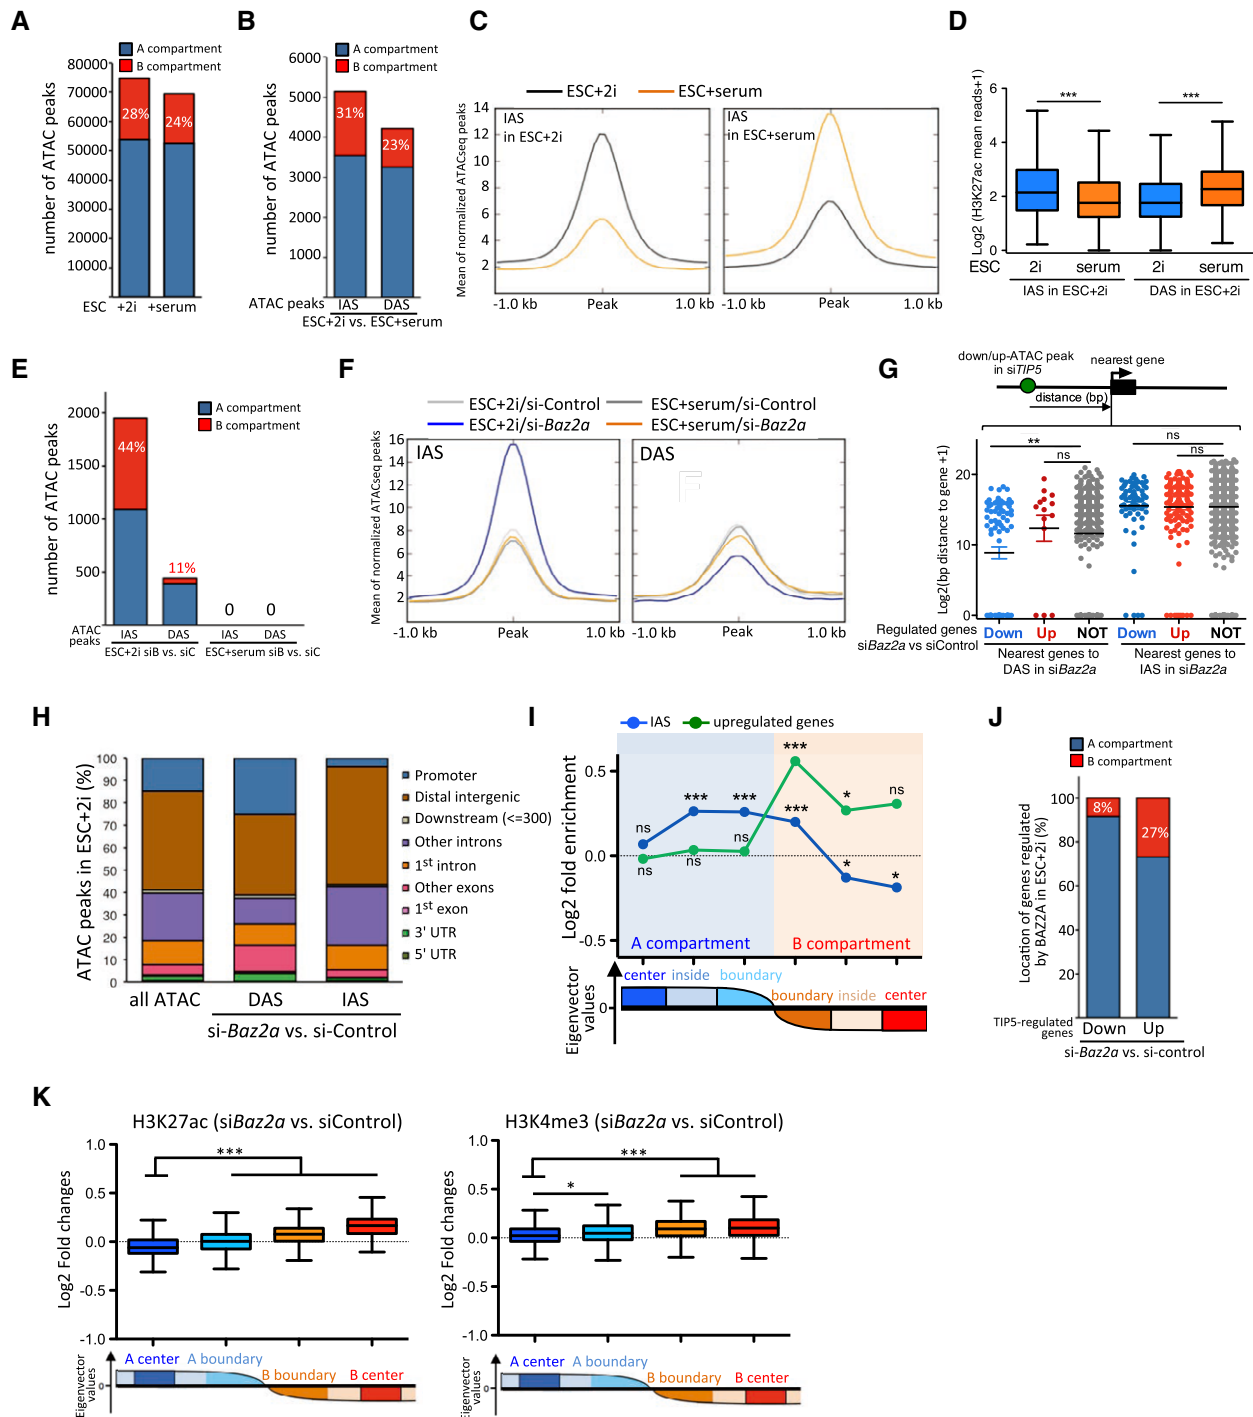 A
A compartment
B compartment
number of ATAC peaks
80000
70000
60000
50000
40000
30000
20000
10000
0
28%
24%
ESC +2i +serum
B
A compartment
B compartment
number of ATAC peaks
6000
5000
4000
3000
2000
1000
0
31%
23%
ATAC peaks IAS DAS
ESC+2i vs. ESC+serum
C
ESC+2i ESC+serum
Mean of normalized ATACseq peaks
14
12
10
8
6
4
2
IAS
in ESC+2i
IAS
in ESC+serum
-1.0 kb Peak 1.0 kb
-1.0 kb Peak 1.0 kb
D
Log2 (H3K27ac mean reads+1)
6
4
2
0
*** ***
ESC 2i serum 2i serum
IAS in ESC+2i DAS in ESC+2i
E
A compartment
B compartment
number of ATAC peaks
2000
1500
1000
500
44%
11%
0 0
ATAC
peaks
IAS DAS IAS DAS
ESC+2i siB vs. siC ESC+serum siB vs. siC
F
ESC+2i/si-Control ESC+serum/si-Control
ESC+2i/si-Baz2a ESC+serum/si-Baz2a
Mean of normalized ATACseq peaks
16
14
12
10
8
6
4
2
IAS DAS
F
-1.0 kb Peak 1.0 kb
-1.0 kb Peak 1.0 kb
G
down/up-ATAC peak
in siTIP5
nearest gene
distance (bp)
Log2(bp distance to gene +1)
20
10
0
** ns
ns ns
Regulated genes
siBaz2a vs siControl
Down Up NOT Down Up NOT
Nearest genes to
DAS in siBaz2a
Nearest genes to
IAS in siBaz2a
H
ATAC peaks in ESC+2i (%)
100
90
80
70
60
50
40
30
20
10
0
Promoter
Distal intergenic
Downstream (<=300)
Other introns
1st intron
Other exons
1st exon
3' UTR
5' UTR
all ATAC DAS IAS
si-Baz2a vs. si-Control
I
IAS upregulated genes
Log2 fold enrichment
0.5
0.0
-0.5
ns *** *** *** * *
ns ns ns *** * ns
A compartment B compartment
center inside boundary
boundary inside center
Eigenvector
values
0
J
A compartment
B compartment
Location of genes regulated
by BAZ2A in ESC+2i (%)
100
80
60
40
20
8%
27%
TIP5-regulated
genes
Down Up
si-Baz2a vs. si-control
K
H3K27ac (siBaz2a vs. siControl)
Log2 Fold changes
1.0
0.5
0.0
-0.5
-1.0
***
Eigenvector
values
0
A center A boundary
B boundary B center
H3K4me3 (siBaz2a vs. siControl)
Log2 Fold changes
1.0
0.5
0.0
-0.5
-1.0
***
*
Eigenvector
values
0
A center A boundary
B boundary B center